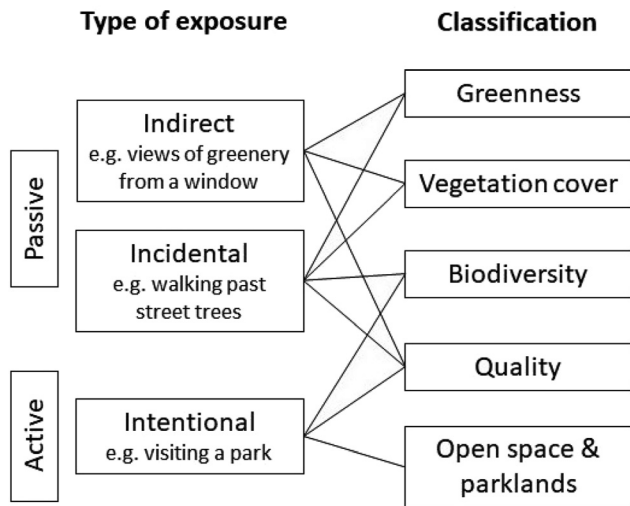 Type of exposure
Classification
Passive
Indirect
e.g. views of greenery
from a window
Incidental
e.g. walking past
street trees
Active
Intentional
e.g. visiting a park
Greenness
Vegetation cover
Biodiversity
Quality
Open space &
parklands